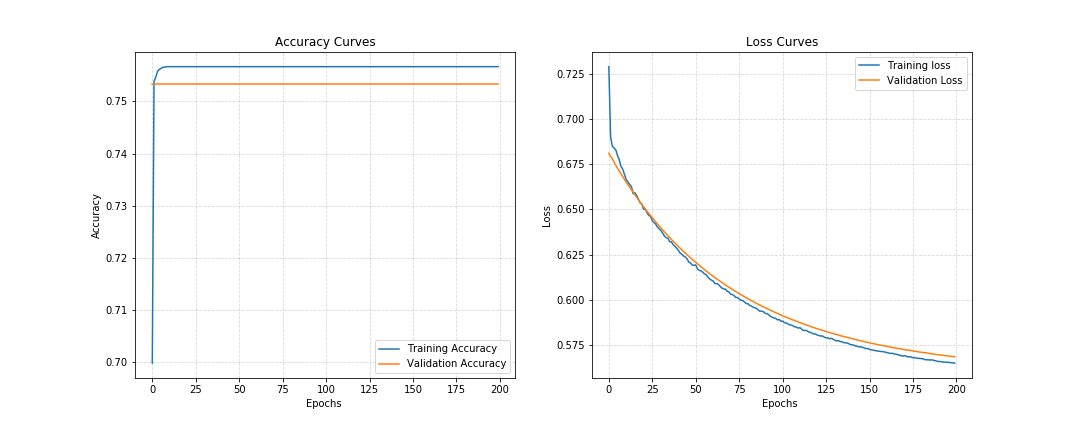 Accuracy Curves
0.75
0.74
0.73
0.72
0.71
0.70
Accuracy
0 25 50 75 100 125 150 175 200
Epochs
Training Accuracy
Validation Accuracy
Loss Curves
0.725
0.700
0.675
0.650
0.625
0.600
0.575
Loss
0 25 50 75 100 125 150 175 200
Epochs
Training loss
Validation Loss